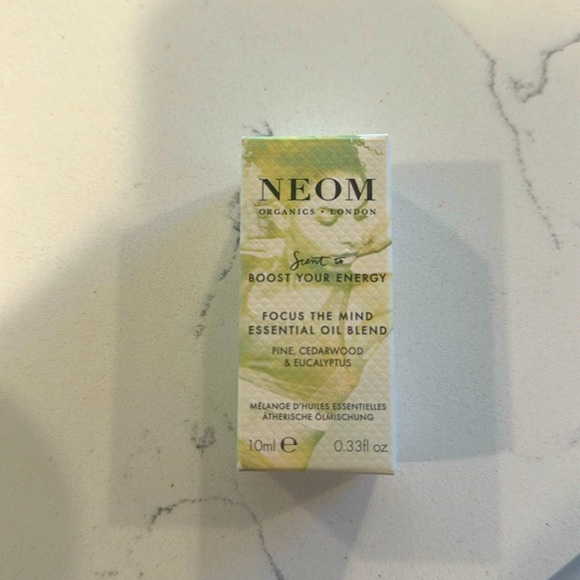 NEOM
ORGANICS • LONDON
Scent to
BOOST YOUR ENERGY
FOCUS THE MIND
ESSENTIAL OIL BLEND
PINE, CEDARWOOD
& EUCALYPTUS
MÉLANGE D'HUILES ESSENTIELLES
ÄTHERISCHE ÖLMISCHUNG
10ml ℮ 0.33fl oz